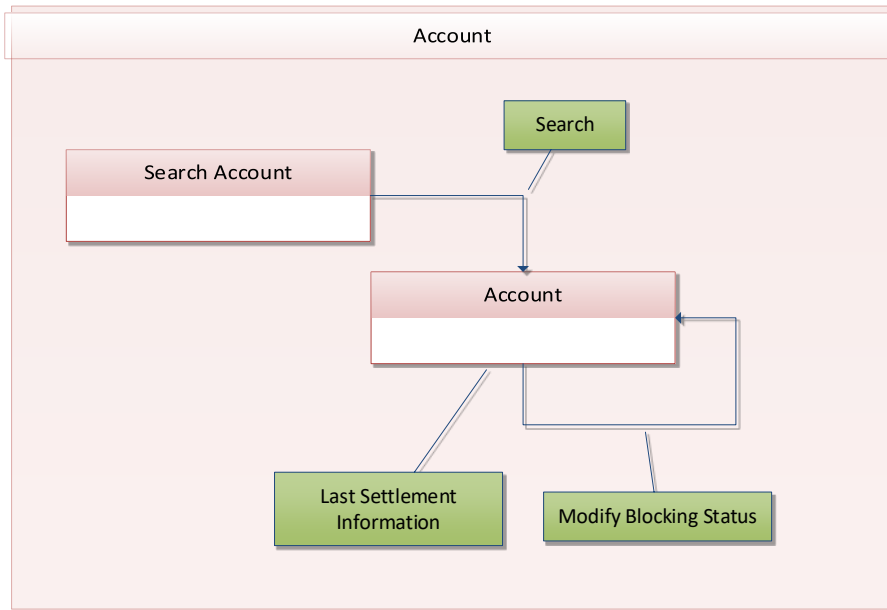 Account
Search
Search Account
Account
Last Settlement
Information
Modify Blocking Status